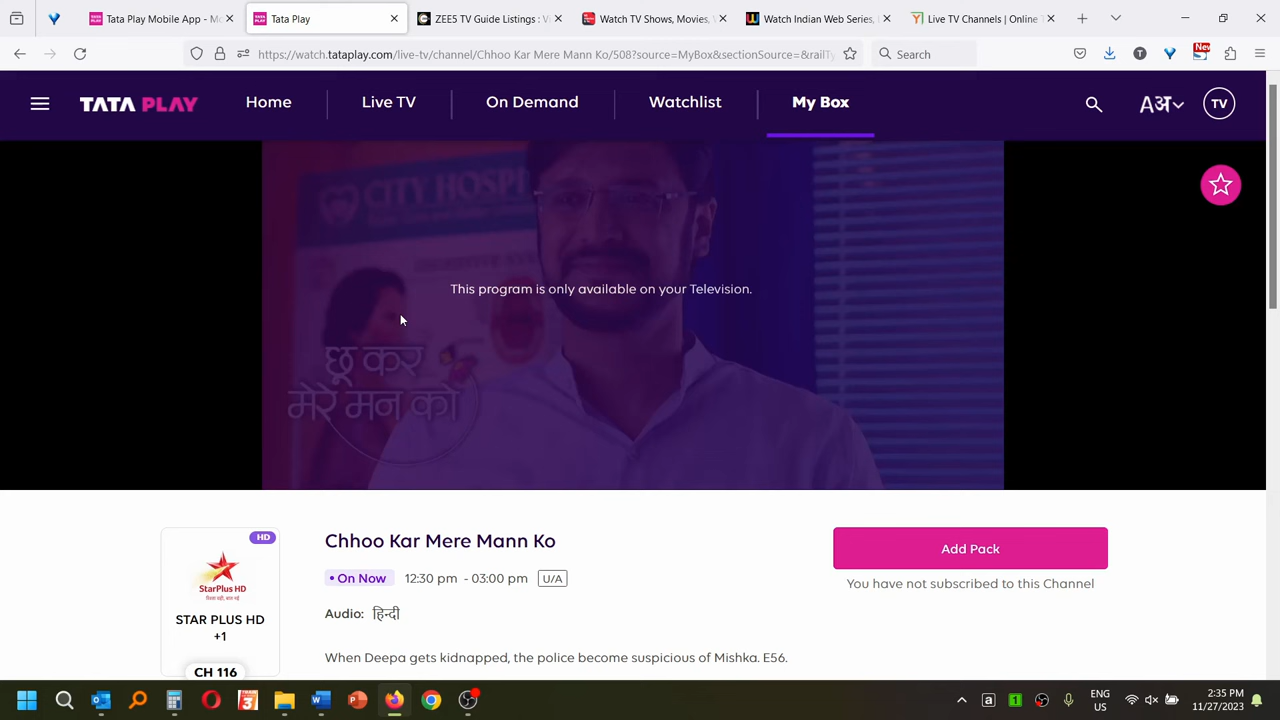 Tata Play Mobile App - Mo
Tata Play
ZEE5 TV Guide Listings : V
Watch TV Shows, Movies, W
Watch Indian Web Series, I
Live TV Channels | Online T
https://watch.tataplay.com/live-tv/channel/Chhoo Kar Mere Mann Ko/508?source=MyBox&sectionSource=&railTy
Search
New
TATA PLAY
Home
Live TV
On Demand
Watchlist
My Box
Aअ
TV
CITY HOS
This program is only available on your Television.
छू कर
मेरे मन को
HD
StarPlus HD
STAR PLUS HD
+1
CH 116
Chhoo Kar Mere Mann Ko
• On Now 12:30 pm - 03:00 pm U/A
Audio: हिन्दी
When Deepa gets kidnapped, the police become suspicious of Mishka. E56.
Add Pack
You have not subscribed to this Channel
ENG
US
2:35 PM
11/27/2023